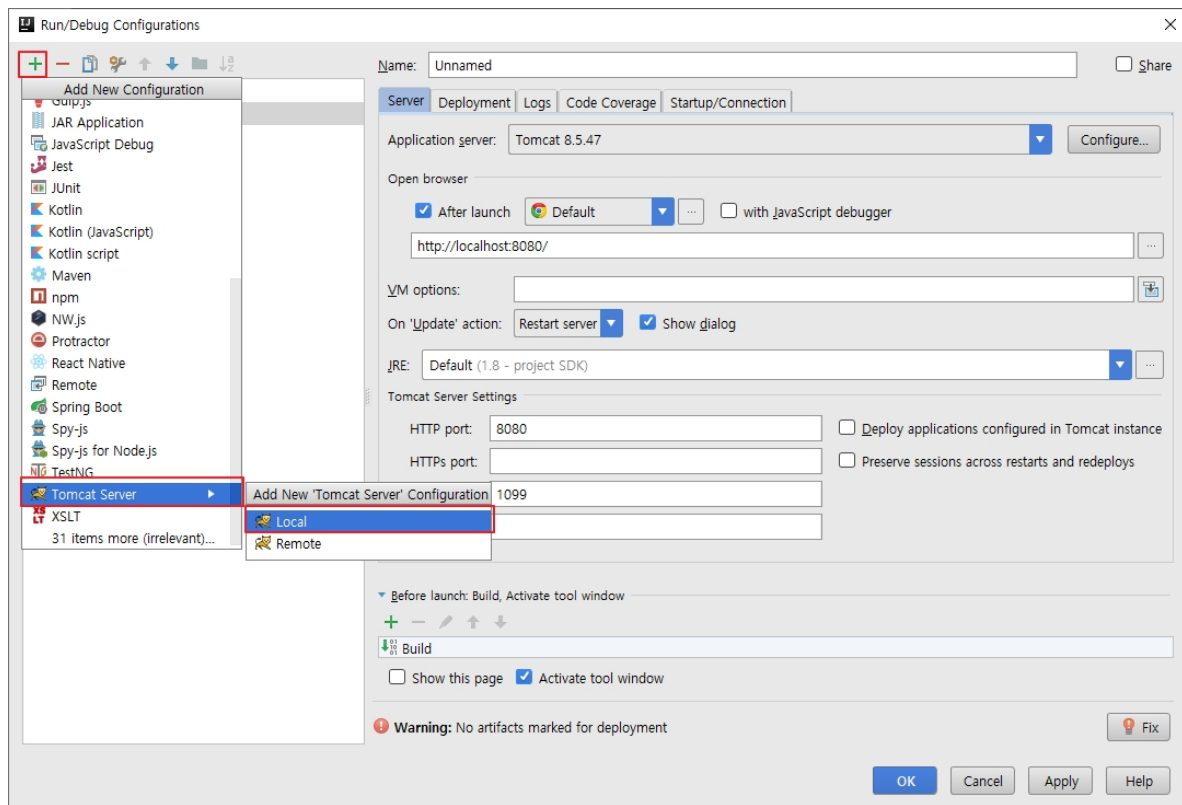 Run/Debug Configurations
Name: Unnamed Share
Add New Configuration
Gulp.js
JAR Application
JavaScript Debug
Jest
JUnit
Kotlin
Kotlin (JavaScript)
Kotlin script
Maven
npm
NW.js
Protractor
React Native
Remote
Spring Boot
Spy-js
Spy-js for Node.js
TestNG
Tomcat Server
XSLT
31 items more (irrelevant)...
Add New 'Tomcat Server' Configuration
Local
Remote
Server Deployment Logs Code Coverage Startup/Connection
Application server: Tomcat 8.5.47 Configure...
Open browser
After launch Default ... with JavaScript debugger
http://localhost:8080/ ...
VM options:
On 'Update' action: Restart server Show dialog
JRE: Default (1.8 - project SDK) ...
Tomcat Server Settings
HTTP port: 8080 Deploy applications configured in Tomcat instance
HTTPs port: Preserve sessions across restarts and redeploys
1099
Before launch: Build, Activate tool window
Build
Show this page Activate tool window
Warning: No artifacts marked for deployment Fix
OK Cancel Apply Help